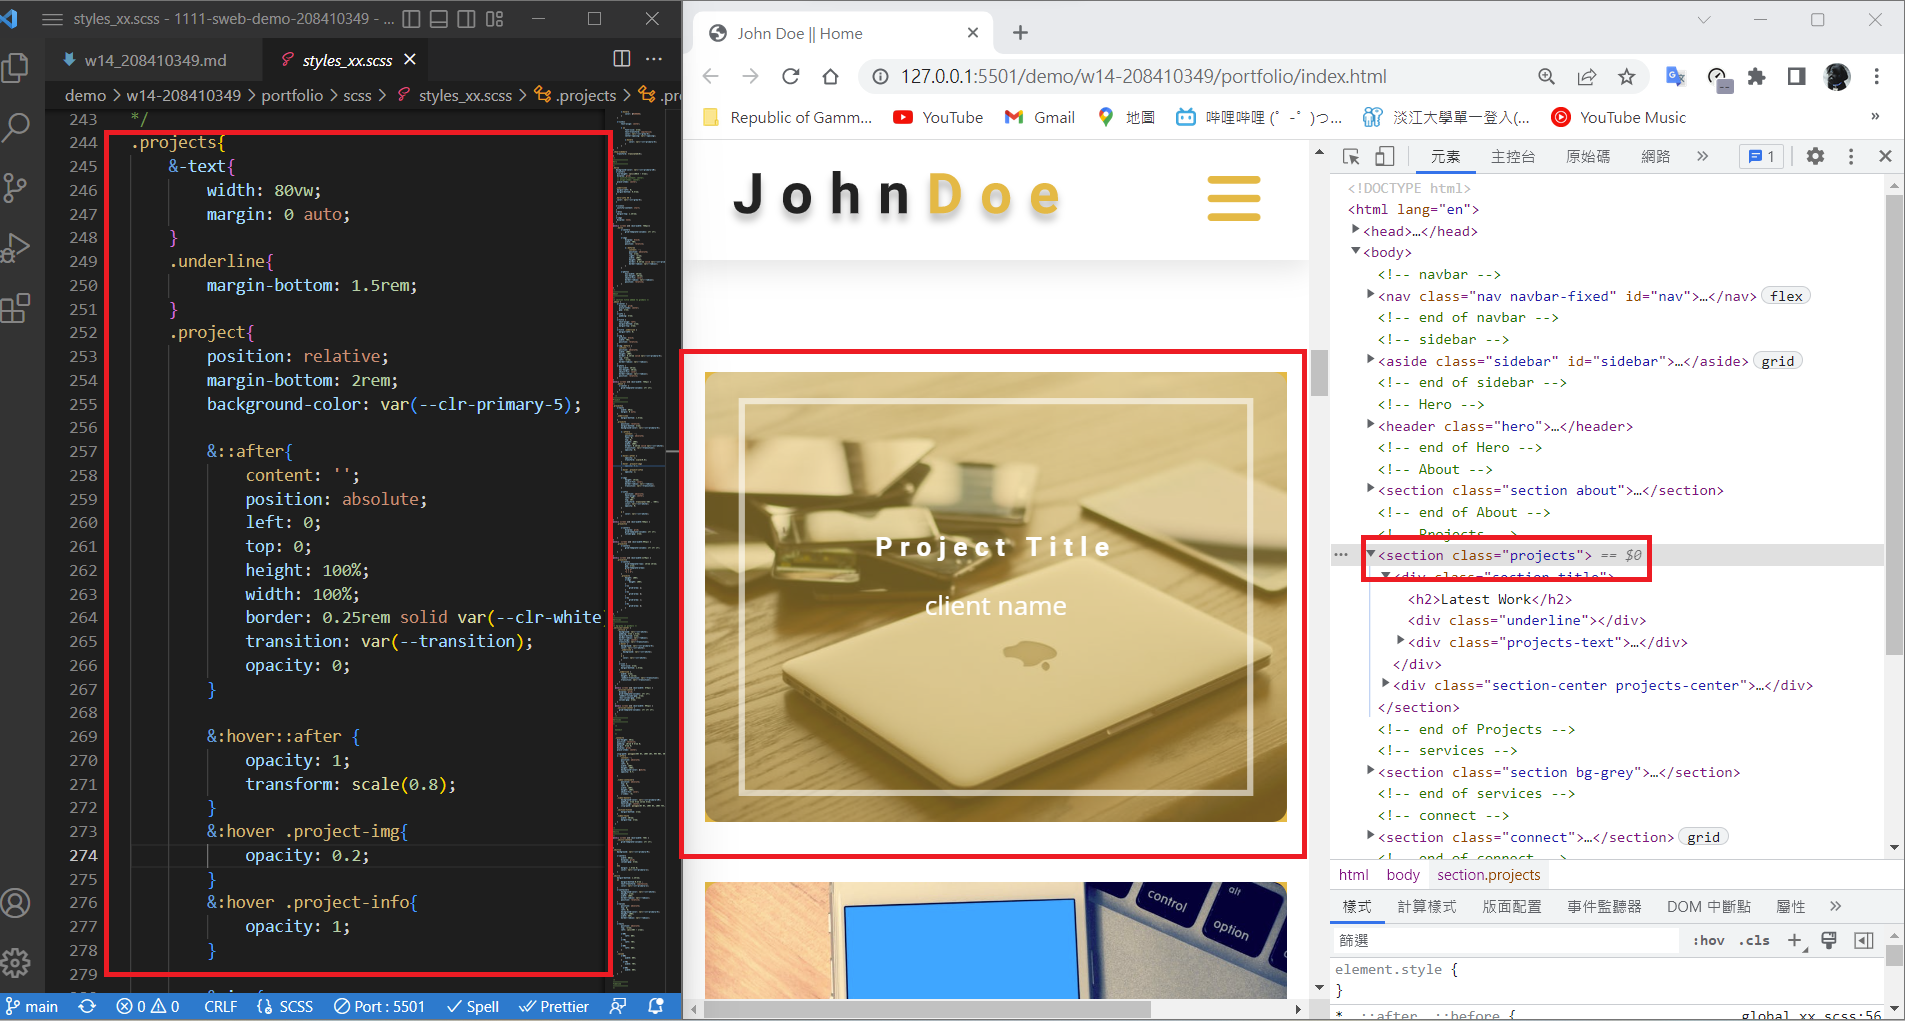 styles_xx.scss - 1111-sweb-demo-208410349 - ...
w14_208410349.md
styles_xx.scss
demo > w14-208410349 > portfolio > scss > styles_xx.scss > .projects > .pr
243 */
244 .projects{
245 &-text{
246 width: 80vw;
247 margin: 0 auto;
248 }
249 .underline{
250 margin-bottom: 1.5rem;
251 }
252 .project{
253 position: relative;
254 margin-bottom: 2rem;
255 background-color: var(--clr-primary-5);
256
257 &::after{
258 content: '';
259 position: absolute;
260 left: 0;
261 top: 0;
262 height: 100%;
263 width: 100%;
264 border: 0.25rem solid var(--clr-white
265 transition: var(--transition);
266 opacity: 0;
267 }
268
269 &:hover::after {
270 opacity: 1;
271 transform: scale(0.8);
272 }
273 &:hover .project-img{
274 opacity: 0.2;
275 }
276 &:hover .project-info{
277 opacity: 1;
278 }
279
main 0 0 CRLF {} SCSS Port : 5501 Spell Prettier
John Doe || Home
127.0.0.1:5501/demo/w14-208410349/portfolio/index.html
Republic of Gamm... YouTube Gmail 地圖 哔哩哔哩 (゜-゜)つ... 淡江大學單一登入(... YouTube Music »
JohnDoe
Project Title
client name
control
alt
option
元素 主控台 原始碼 網路 » 1
<!DOCTYPE html>
<html lang="en">
<head>…</head>
<body>
<!-- navbar -->
<nav class="nav navbar-fixed" id="nav">…</nav> flex
<!-- end of navbar -->
<!-- sidebar -->
<aside class="sidebar" id="sidebar">…</aside> grid
<!-- end of sidebar -->
<!-- Hero -->
<header class="hero">…</header>
<!-- end of Hero -->
<!-- About -->
<section class="section about">…</section>
<!-- end of About -->
<!-- Projects -->
<section class="projects"> == $0
<div class="section-title">
<h2>Latest Work</h2>
<div class="underline"></div>
<div class="projects-text">…</div>
</div>
<div class="section-center projects-center">…</div>
</section>
<!-- end of Projects -->
<!-- services -->
<section class="section bg-grey">…</section>
<!-- end of services -->
<!-- connect -->
<section class="connect">…</section> grid
<!-- end of connect -->
html body section.projects
樣式 計算樣式 版面配置 事件監聽器 DOM 中斷點 屬性 »
篩選 :hov .cls
element.style {
}
*, ::after, ::before { global_xx.scss:56